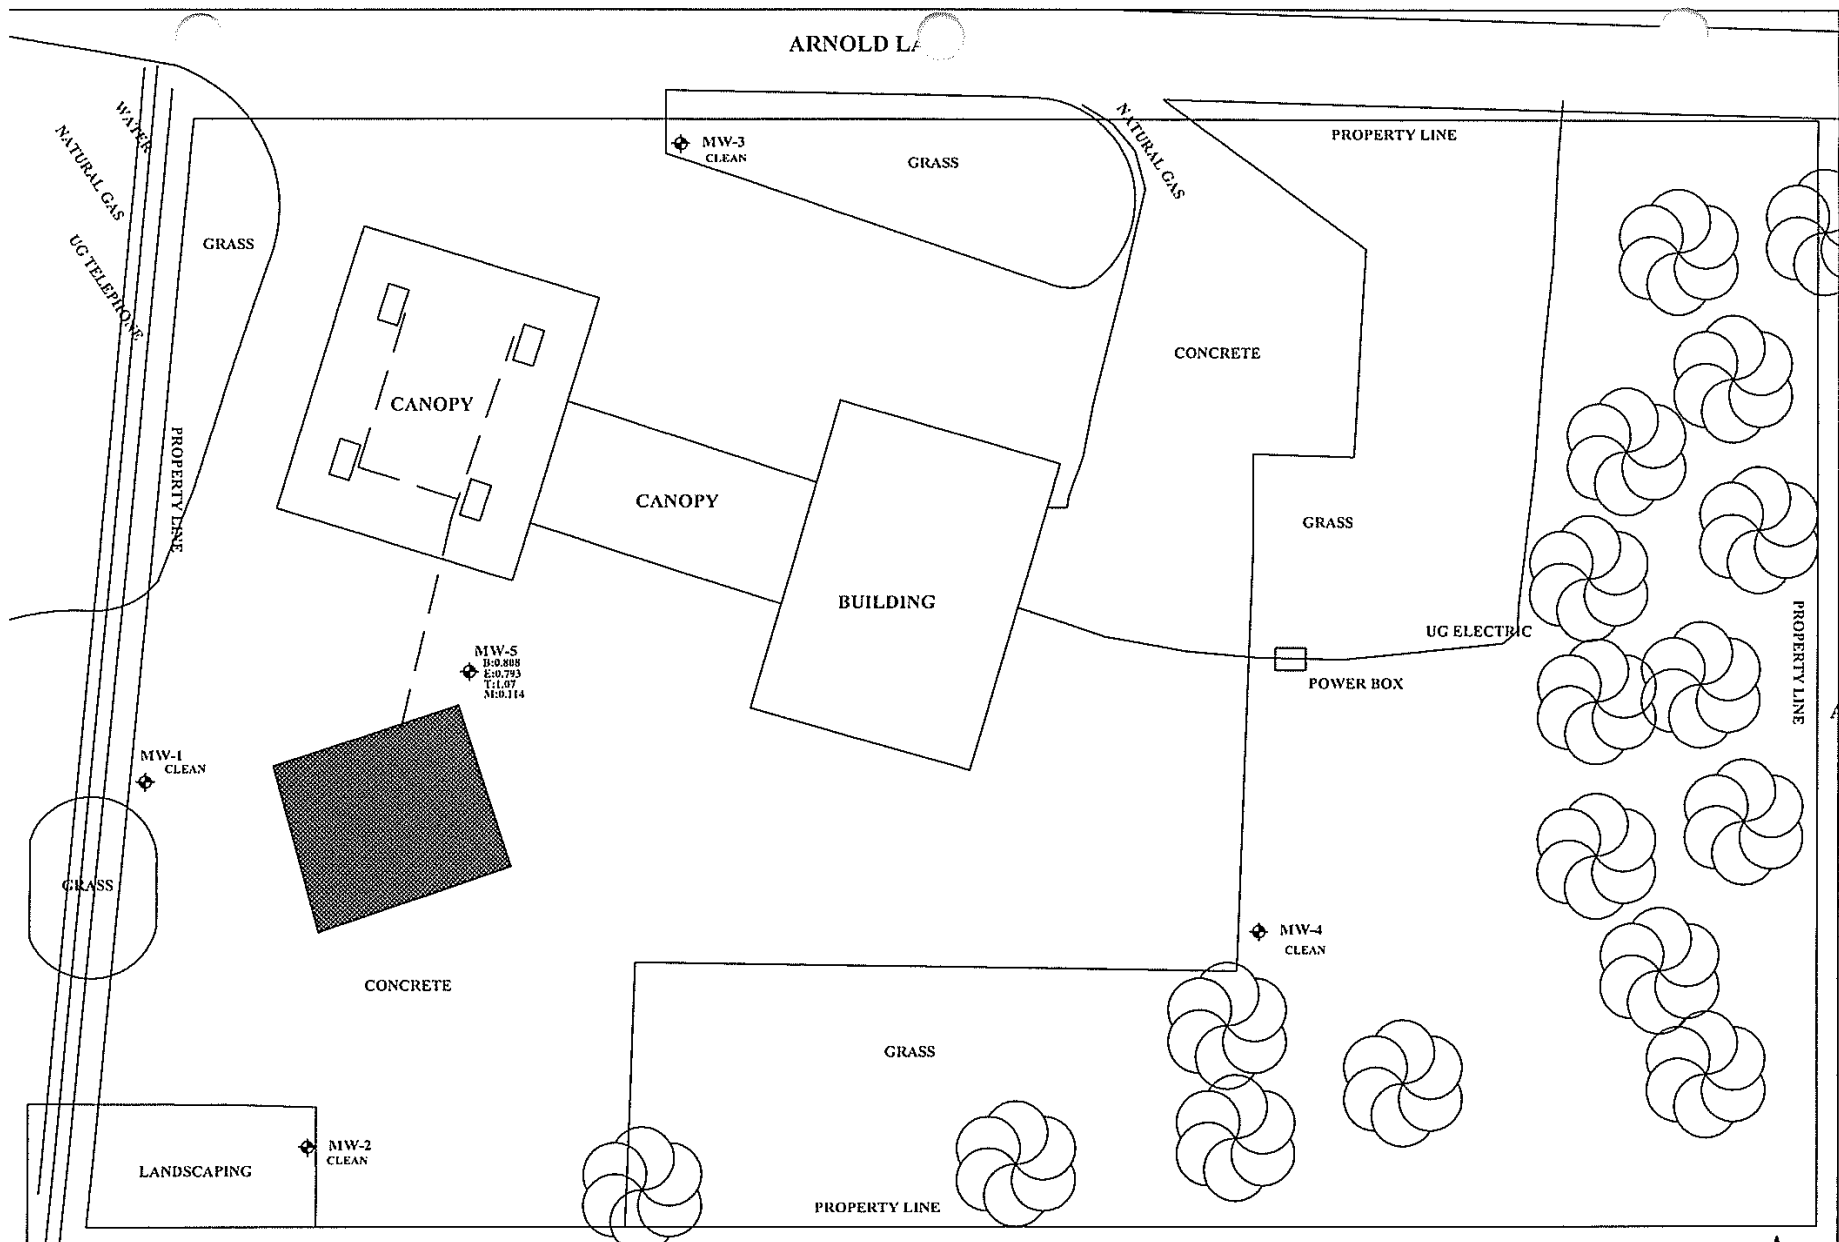 ARNOLD
WATER
NATURAL GAS
UG TELEPHONE
GRASS
PROPERTY LINE
MW-3
CLEAN
GRASS
NATURAL GAS
PROPERTY LINE
CANOPY
CANOPY
CONCRETE
GRASS
BUILDING
UG ELECTRIC
POWER BOX
PROPERTY LINE
MW-5
B:0.808
E:0.793
T:1.07
M:0.114
MW-1
CLEAN
GRASS
CONCRETE
MW-4
CLEAN
GRASS
MW-2
CLEAN
LANDSCAPING
PROPERTY LINE